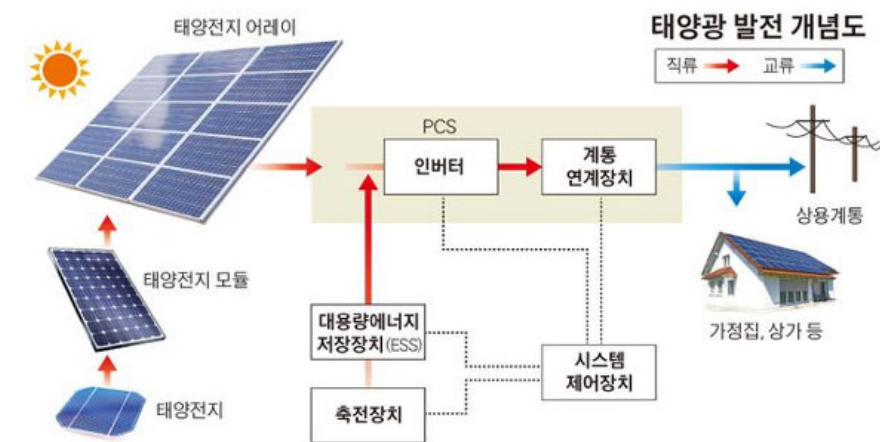 태양전지 어레이
태양광 발전 개념도
직류 교류
PCS
인버터
계통
연계장치
상용계통
태양전지 모듈
가정집, 상가 등
대용량에너지
저장장치(ESS)
시스템
제어장치
태양전지
축전장치